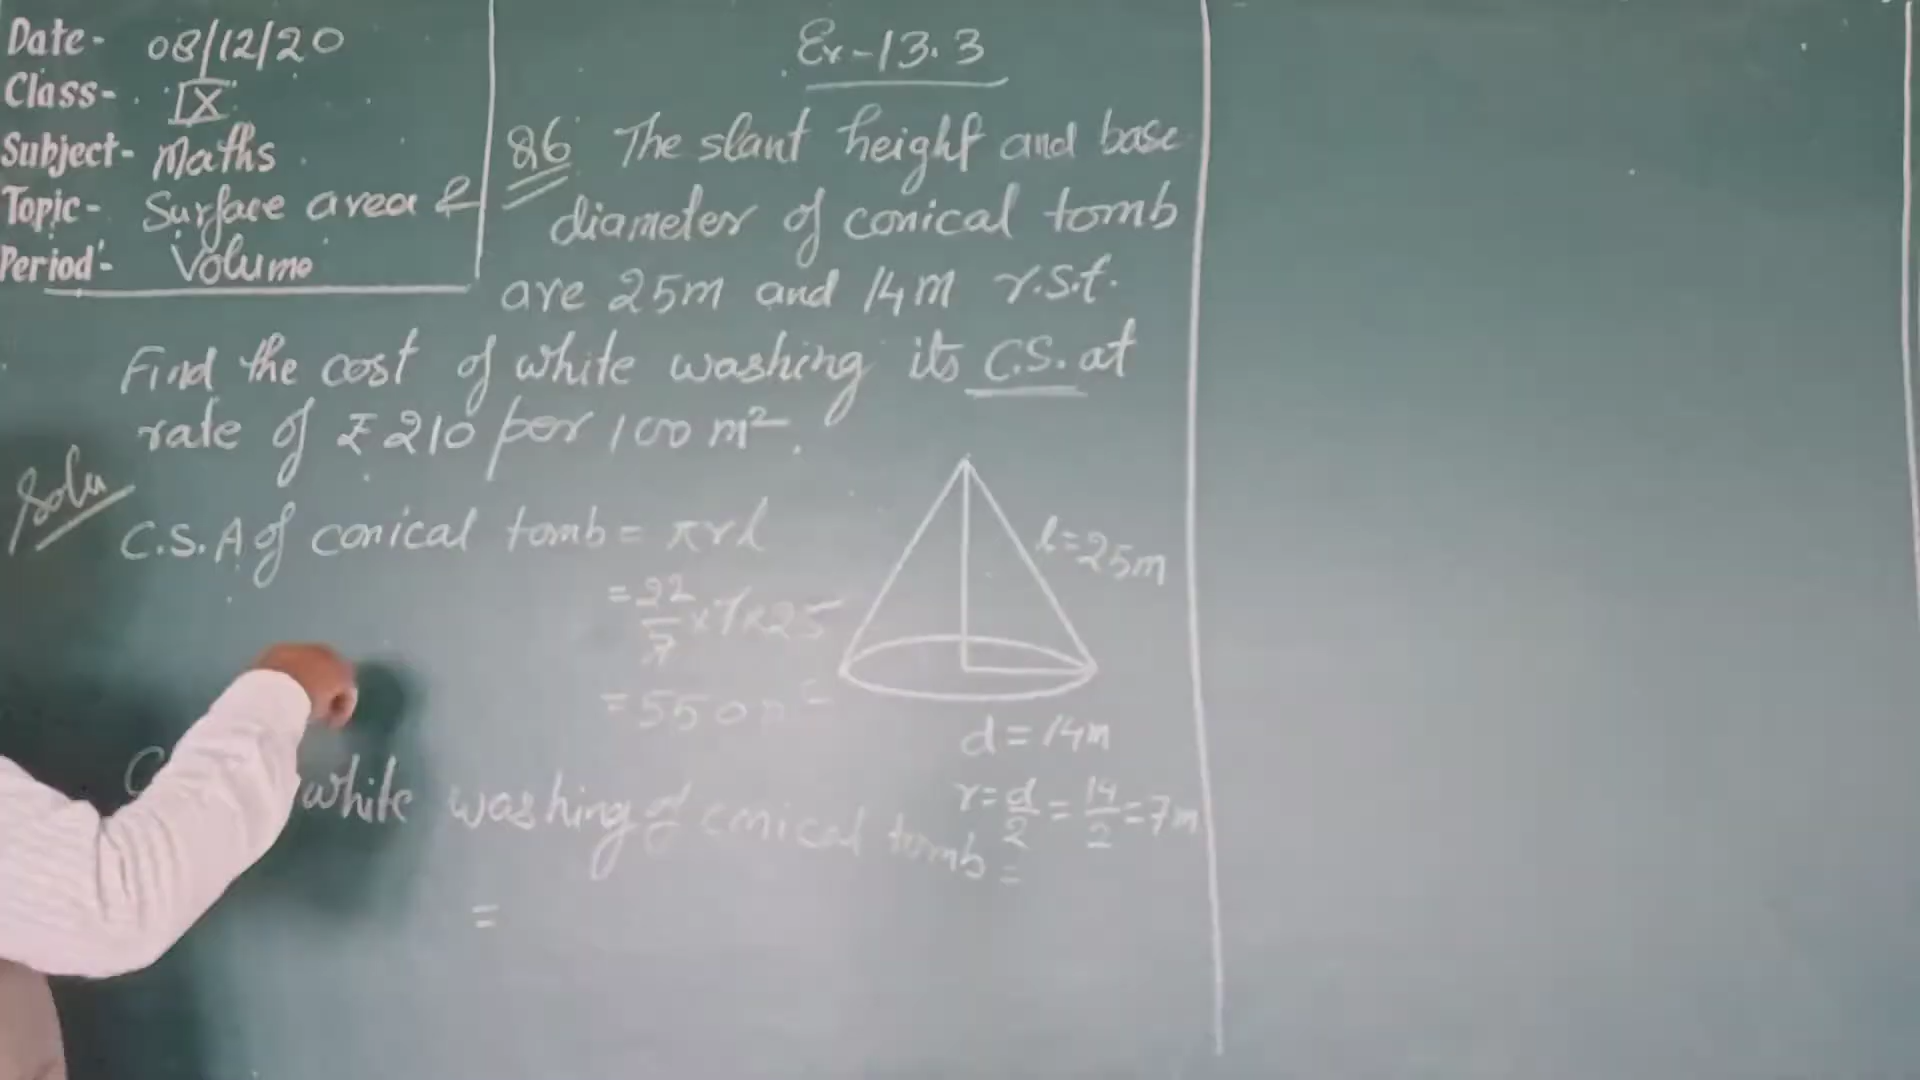 Date- 08/12/20
Class- IX
Subject- Maths
Topic- Surface area &
Period- Volume
Ex-13.3
Q6 The slant height and base
diameter of conical tomb
are 25m and 14m r.s.t.
Find the cost of white washing its C.S. at
rate of ₹210 per 100 m².
Solu
C.S.A of conical tomb = πrl
= 22/7 x 7 x 25
= 550 m²
l = 25m
d = 14m
r = d/2 = 14/2 = 7m
white washing of conical tomb =
=